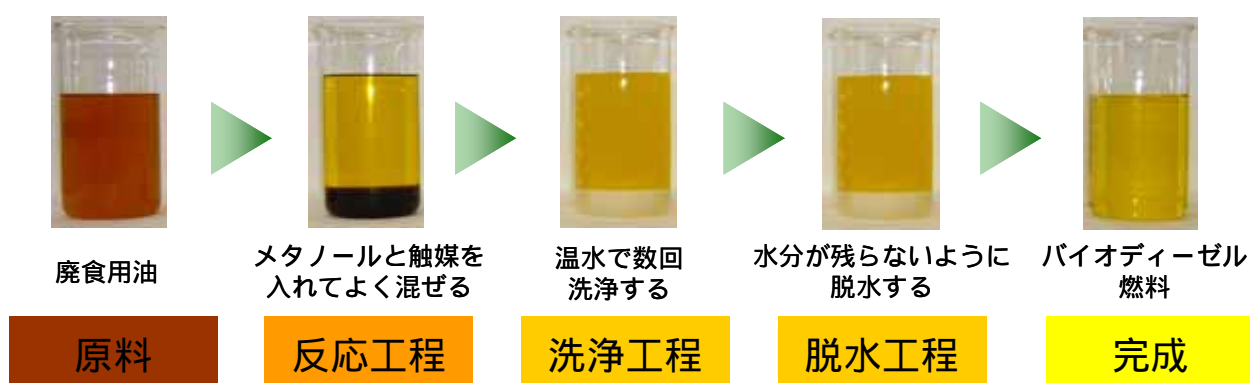 廃食用油
メタノールと触媒を
入れてよく混ぜる
温水で数回
洗浄する
水分が残らないように
脱水する
バイオディーゼル
燃料
原料
反応工程
洗浄工程
脱水工程
完成